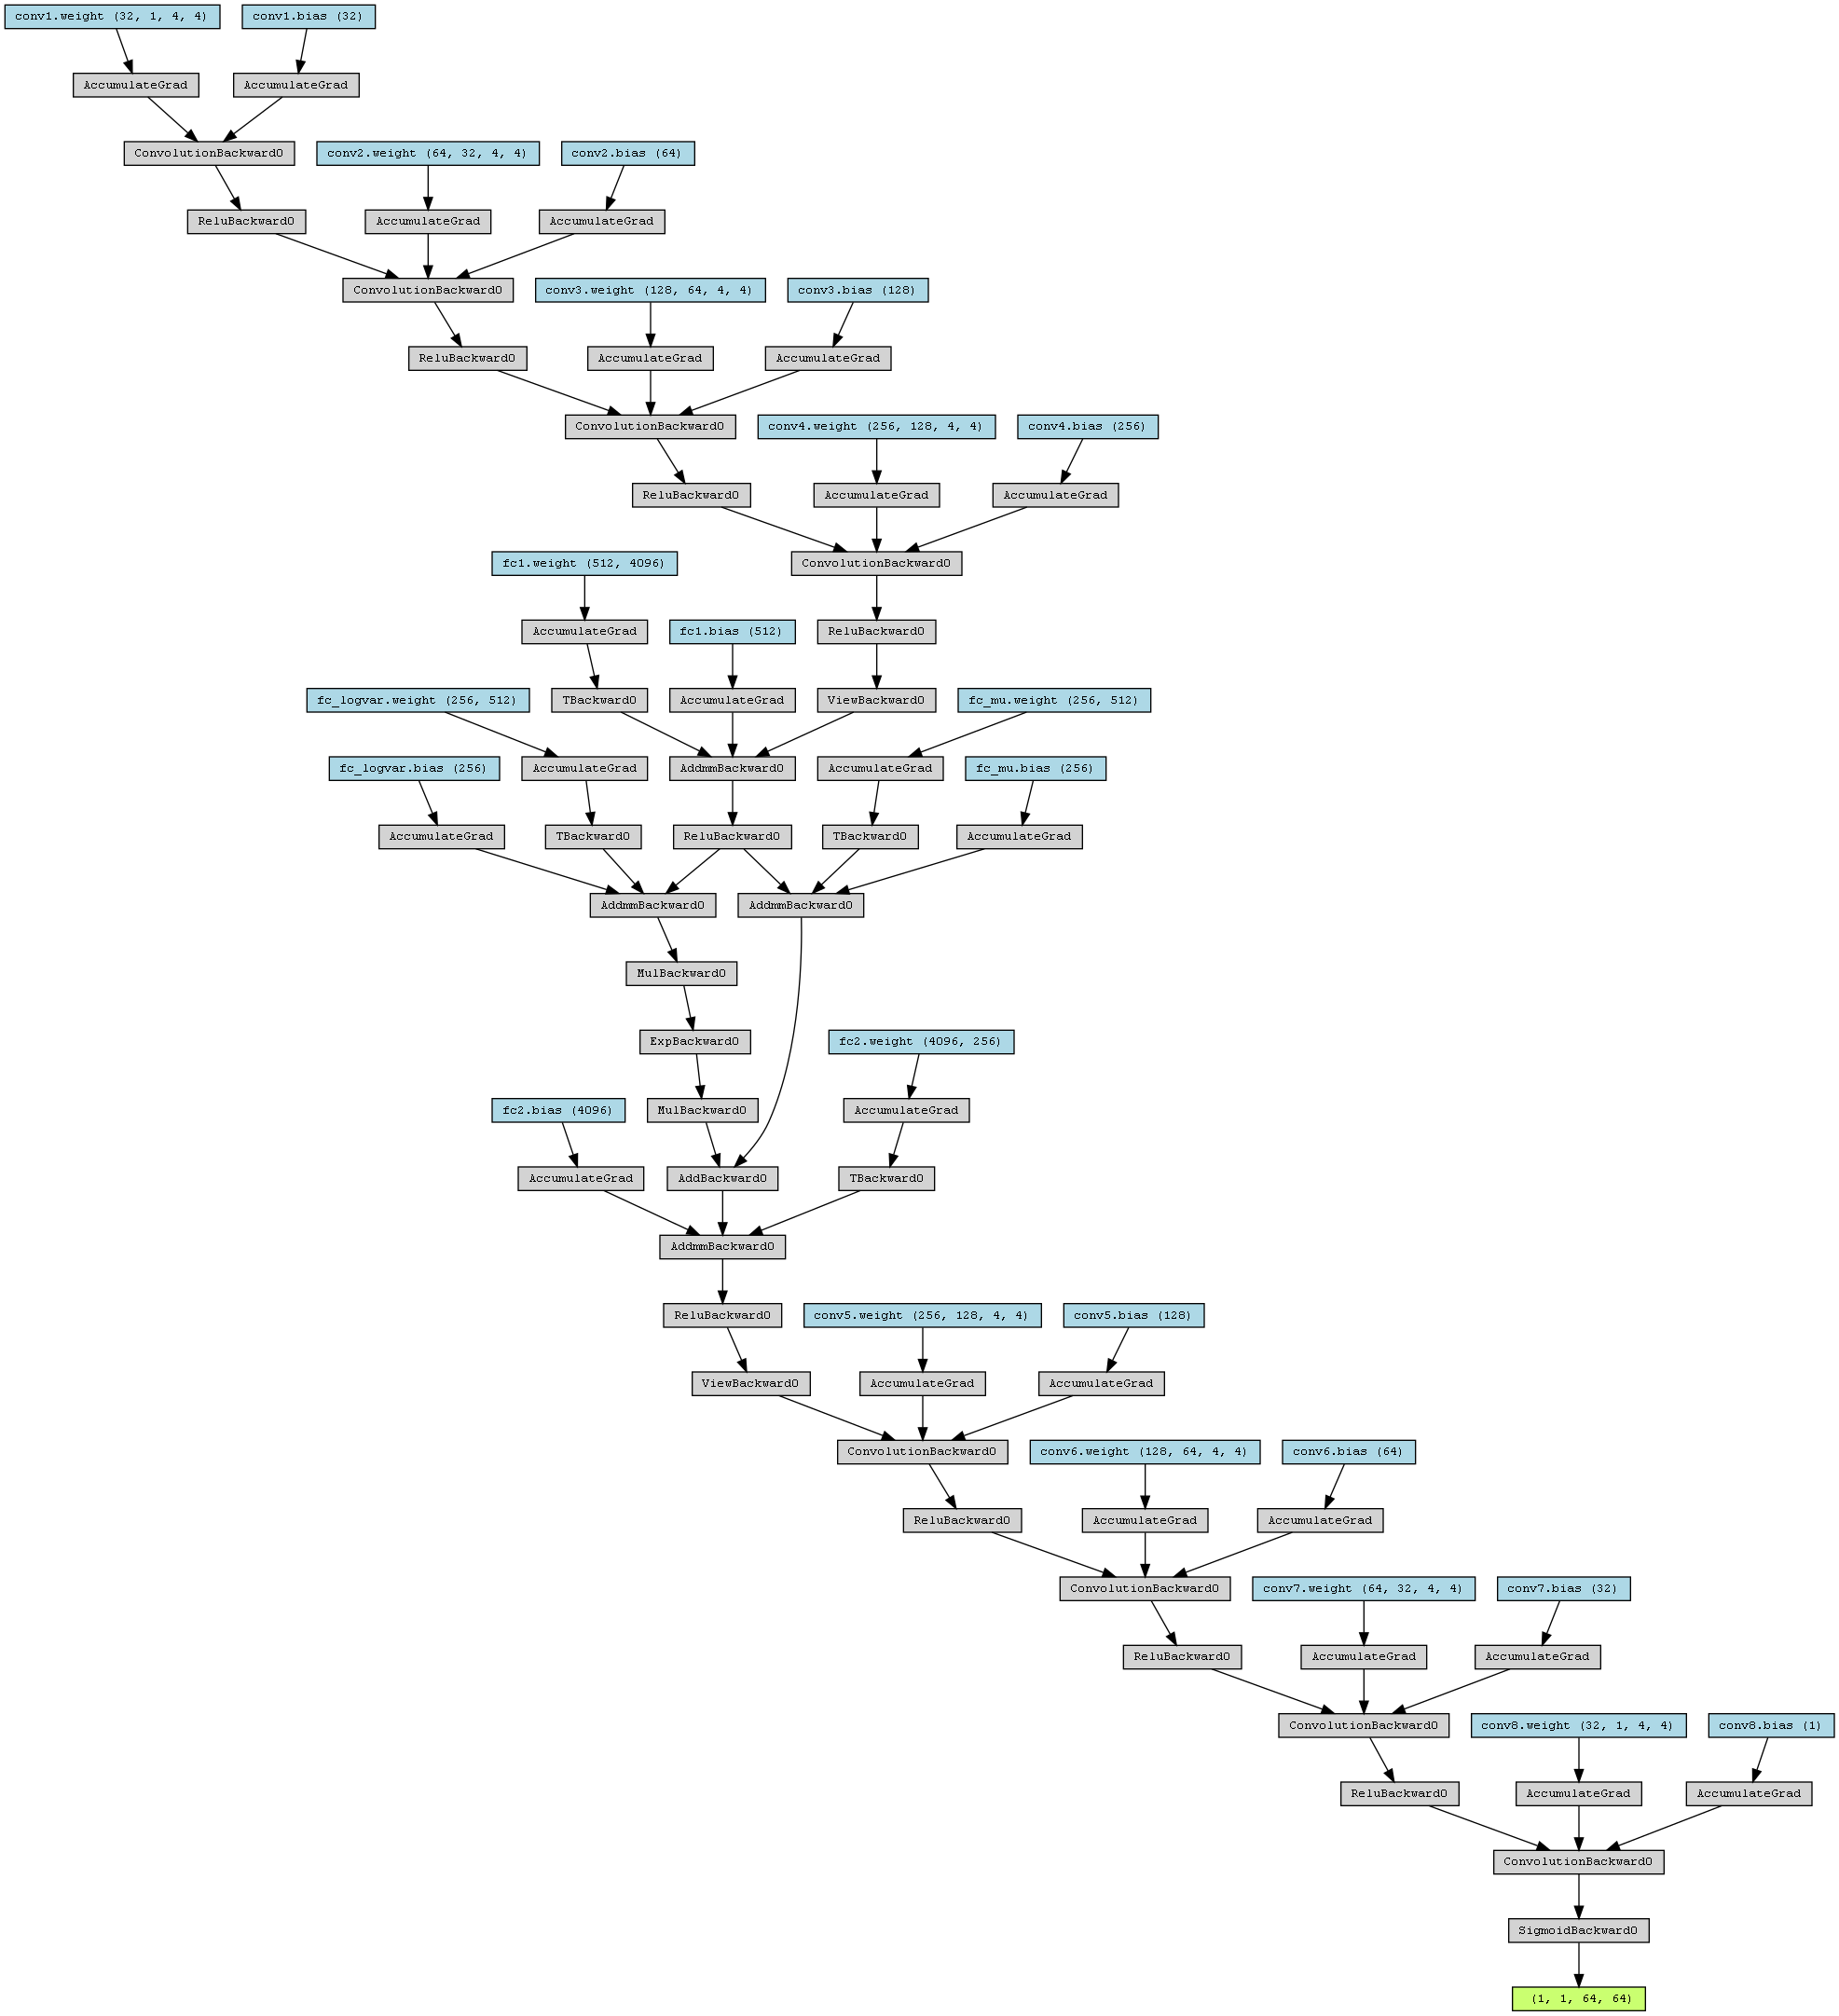 conv1.weight (32, 1, 4, 4) conv1.bias (32)
AccumulateGrad AccumulateGrad
ConvolutionBackward0 conv2.weight (64, 32, 4, 4) conv2.bias (64)
ReluBackward0 AccumulateGrad AccumulateGrad
ConvolutionBackward0 conv3.weight (128, 64, 4, 4) conv3.bias (128)
ReluBackward0 AccumulateGrad AccumulateGrad
ConvolutionBackward0 conv4.weight (256, 128, 4, 4) conv4.bias (256)
ReluBackward0 AccumulateGrad AccumulateGrad
fc1.weight (512, 4096) ConvolutionBackward0
AccumulateGrad fc1.bias (512) ReluBackward0
fc_logvar.weight (256, 512) TBackward0 AccumulateGrad ViewBackward0 fc_mu.weight (256, 512)
fc_logvar.bias (256) AccumulateGrad AddmmBackward0 AccumulateGrad fc_mu.bias (256)
AccumulateGrad TBackward0 ReluBackward0 TBackward0 AccumulateGrad
AddmmBackward0 AddmmBackward0
MulBackward0
ExpBackward0 fc2.weight (4096, 256)
fc2.bias (4096) MulBackward0 AccumulateGrad
AccumulateGrad AddBackward0 TBackward0
AddmmBackward0
ReluBackward0 conv5.weight (256, 128, 4, 4) conv5.bias (128)
ViewBackward0 AccumulateGrad AccumulateGrad
ConvolutionBackward0 conv6.weight (128, 64, 4, 4) conv6.bias (64)
ReluBackward0 AccumulateGrad AccumulateGrad
ConvolutionBackward0 conv7.weight (64, 32, 4, 4) conv7.bias (32)
ReluBackward0 AccumulateGrad AccumulateGrad
ConvolutionBackward0 conv8.weight (32, 1, 4, 4) conv8.bias (1)
ReluBackward0 AccumulateGrad AccumulateGrad
ConvolutionBackward0
SigmoidBackward0
(1, 1, 64, 64)